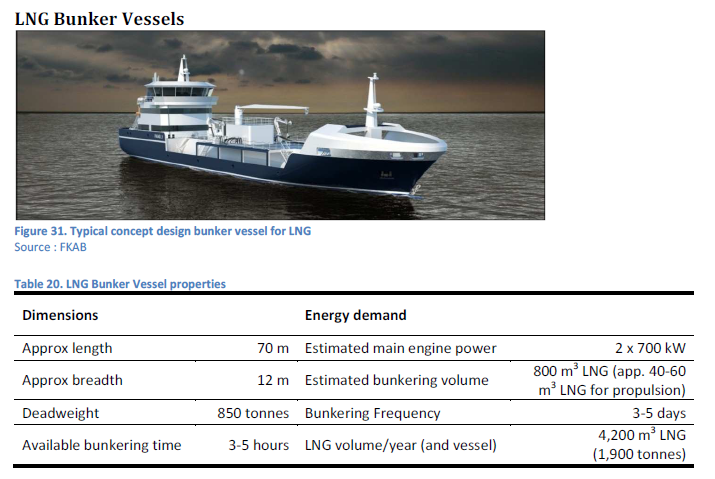 LNG Bunker Vessels
Figure 31. Typical concept design bunker vessel for LNG
Source : FKAB
Table 20. LNG Bunker Vessel properties
Dimensions Energy demand
Approx length 70 m Estimated main engine power 2 x 700 kW
Approx breadth 12 m Estimated bunkering volume 800 m³ LNG (app. 40-60
m³ LNG for propulsion)
Deadweight 850 tonnes Bunkering Frequency 3-5 days
Available bunkering time 3-5 hours LNG volume/year (and vessel) 4,200 m³ LNG
(1,900 tonnes)